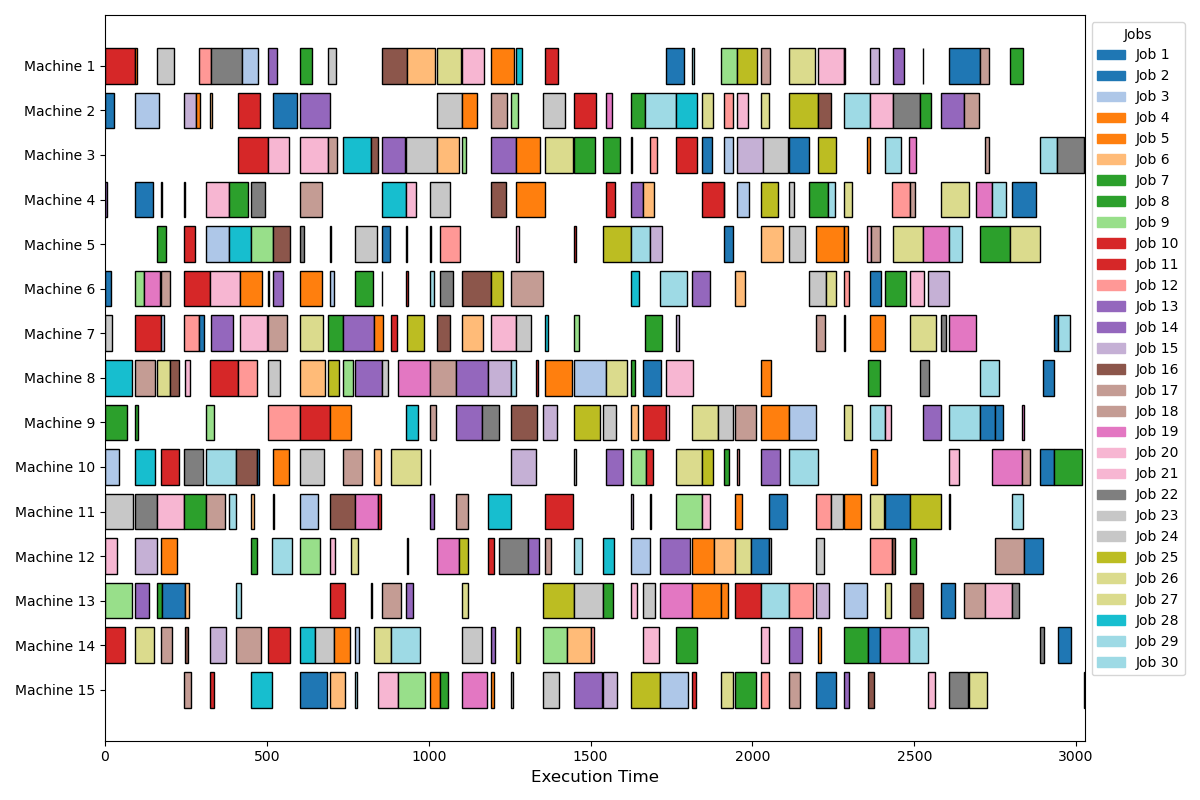 Machine 1
Machine 2
Machine 3
Machine 4
Machine 5
Machine 6
Machine 7
Machine 8
Machine 9
Machine 10
Machine 11
Machine 12
Machine 13
Machine 14
Machine 15
0 500 1000 1500 2000 2500 3000
Execution Time
Jobs
Job 1
Job 2
Job 3
Job 4
Job 5
Job 6
Job 7
Job 8
Job 9
Job 10
Job 11
Job 12
Job 13
Job 14
Job 15
Job 16
Job 17
Job 18
Job 19
Job 20
Job 21
Job 22
Job 23
Job 24
Job 25
Job 26
Job 27
Job 28
Job 29
Job 30